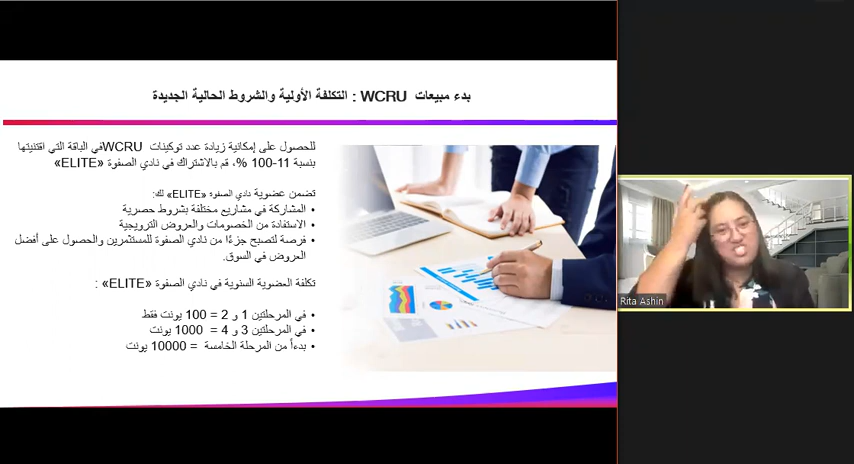 بدء مبيعات WCRU : التكلفة الأولية والشروط الحالية الجديدة
للحصول على إمكانية زيادة عدد توكينات WCRUفي الباقة التي اقتنيتها
بنسبة 11-100 %، قم بالاشتراك في نادي الصفوة «ELITE»
تضمن عضوية نادي الصفوة «ELITE» لك:
• المشاركة في مشاريع مختلفة بشروط حصرية
• الاستفادة من الخصومات والعروض الترويجية
• فرصة لتصبح جزءًا من نادي الصفوة للمستثمرين والحصول على أفضل
العروض في السوق.
تكلفة العضوية السنوية في نادي الصفوة «ELITE» :
• في المرحلتين 1 و 2 = 100 يونت فقط
• في المرحلتين 3 و 4 = 1000 يونت
• بدءاً من المرحلة الخامسة = 10000 يونت
Rita Ashin